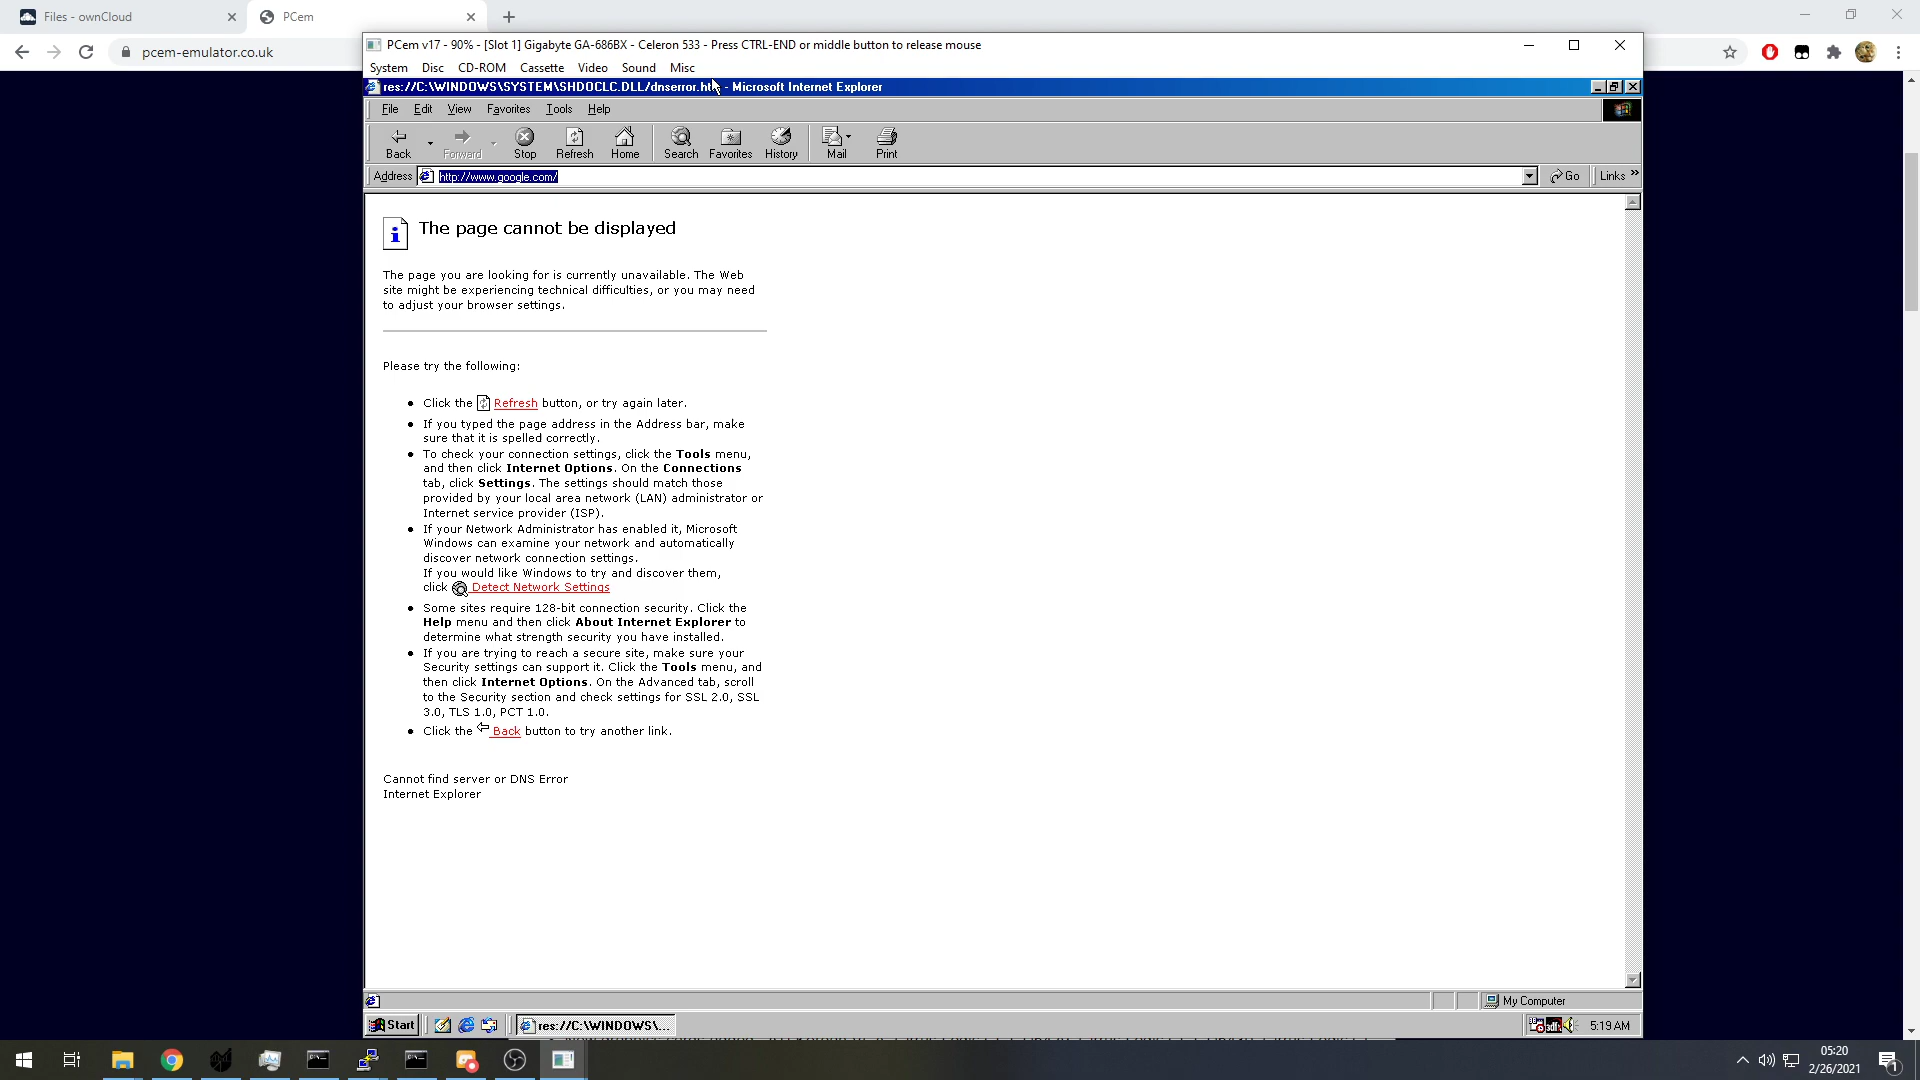 Files - ownCloud
PCem
pcem-emulator.co.uk
PCem v17 - 90% - [Slot 1] Gigabyte GA-686BX - Celeron 533 - Press CTRL-END or middle button to release mouse
System Disc CD-ROM Cassette Video Sound Misc
res://C:\WINDOWS\SYSTEM\SHDOCLC.DLL/dnserror.htm - Microsoft Internet Explorer
File Edit View Favorites Tools Help
Back Forward Stop Refresh Home Search Favorites History Mail Print
Address http://www.google.com/ Go Links »
The page cannot be displayed
The page you are looking for is currently unavailable. The Web
site might be experiencing technical difficulties, or you may need
to adjust your browser settings.
Please try the following:
Click the Refresh button, or try again later.
If you typed the page address in the Address bar, make
sure that it is spelled correctly.
To check your connection settings, click the Tools menu,
and then click Internet Options. On the Connections
tab, click Settings. The settings should match those
provided by your local area network (LAN) administrator or
Internet service provider (ISP).
If your Network Administrator has enabled it, Microsoft
Windows can examine your network and automatically
discover network connection settings.
If you would like Windows to try and discover them,
click Detect Network Settings
Some sites require 128-bit connection security. Click the
Help menu and then click About Internet Explorer to
determine what strength security you have installed.
If you are trying to reach a secure site, make sure your
Security settings can support it. Click the Tools menu, and
then click Internet Options. On the Advanced tab, scroll
to the Security section and check settings for SSL 2.0, SSL
3.0, TLS 1.0, PCT 1.0.
Click the Back button to try another link.
Cannot find server or DNS Error
Internet Explorer
My Computer
Start res://C:\WINDOWS\... 5:19 AM
05:20
2/26/2021
1